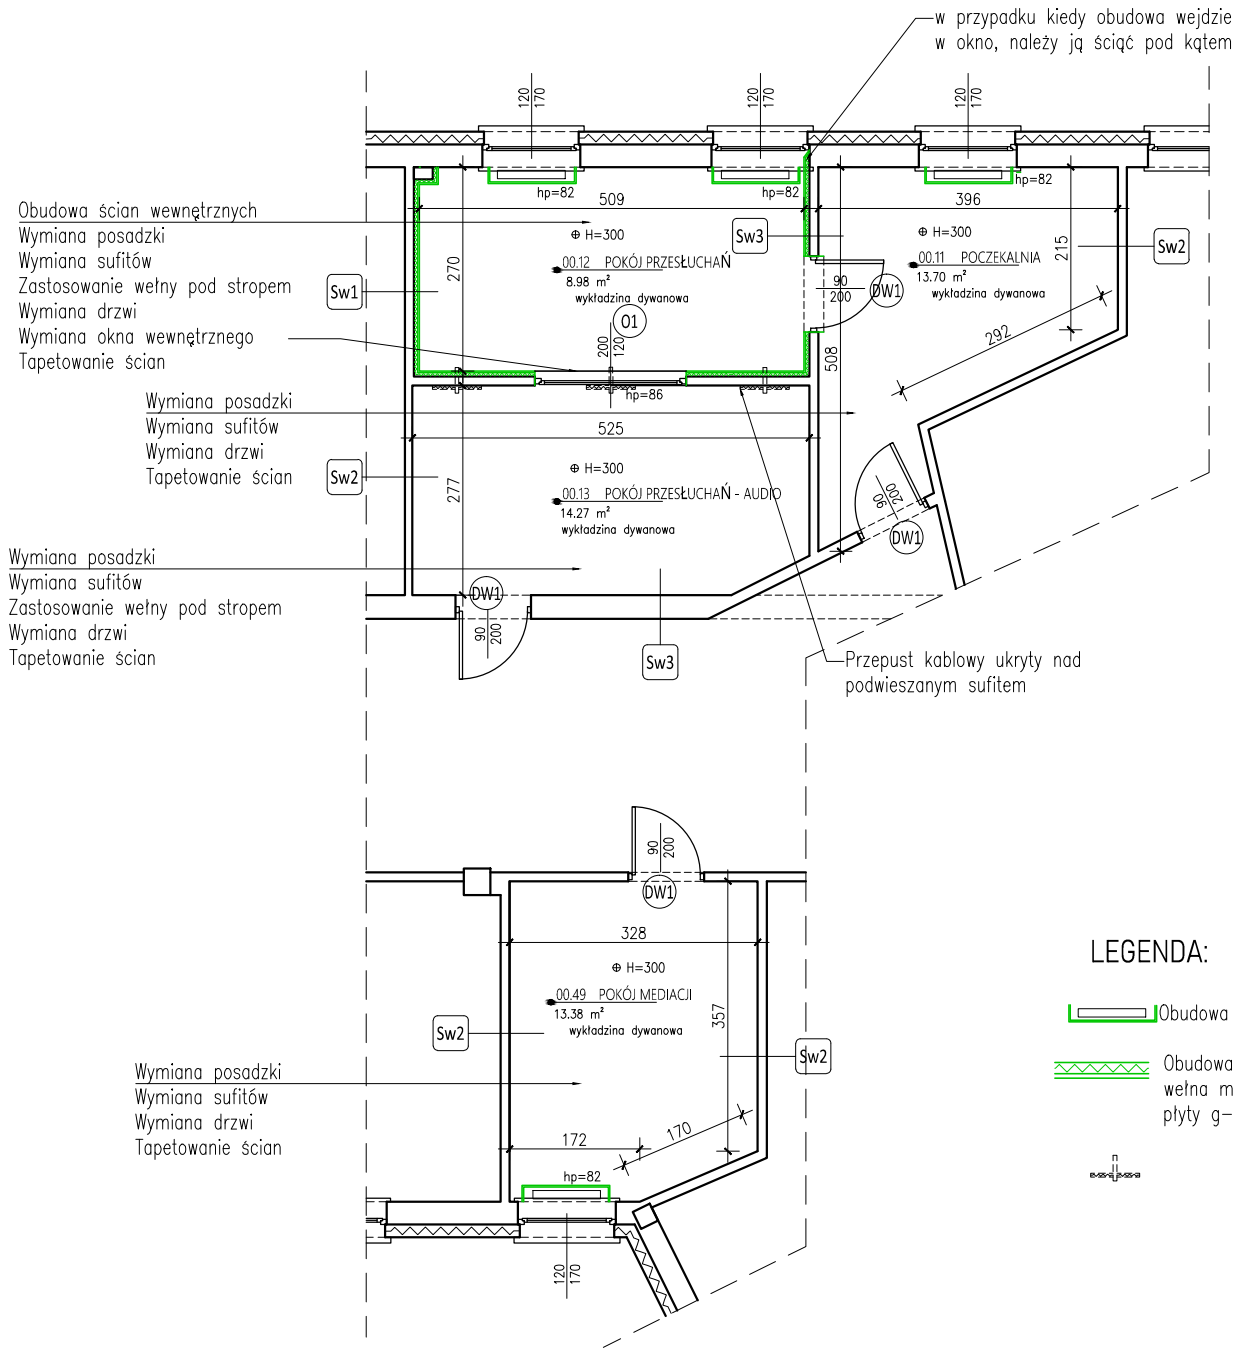 w przypadku kiedy obudowa wejdzie
w okno, należy ją ściąć pod kątem
120
170
120
170
120
170
hp=82
hp=82
hp=82
Obudowa ścian wewnętrznych
Wymiana posadzki
Wymiana sufitów
Zastosowanie wełny pod stropem
Wymiana drzwi
Wymiana okna wewnętrznego
Tapetowanie ścian
509
396
H=300
Sw3
H=300
215
Sw2
270
00.12 POKÓJ PRZESŁUCHAŃ
8.98 m²
wykładzina dywanowa
00.11 POCZEKALNIA
13.70 m²
wykładzina dywanowa
Sw1
90
200
DW1
O1
200
120
292
508
hp=86
Wymiana posadzki
Wymiana sufitów
Wymiana drzwi
Tapetowanie ścian
525
Sw2
277
H=300
00.13 POKÓJ PRZESŁUCHAŃ - AUDIO
14.27 m²
wykładzina dywanowa
90
200
DW1
Wymiana posadzki
Wymiana sufitów
Zastosowanie wełny pod stropem
Wymiana drzwi
Tapetowanie ścian
DW1
90
200
Sw3
Przepust kablowy ukryty nad
podwieszanym sufitem
90
200
DW1
328
H=300
00.49 POKÓJ MEDIACJI
13.38 m²
wykładzina dywanowa
357
Sw2
Sw2
Wymiana posadzki
Wymiana sufitów
Wymiana drzwi
Tapetowanie ścian
172
170
hp=82
120
170
LEGENDA:
Obudowa
Obudowa
wełna m
płyty g-